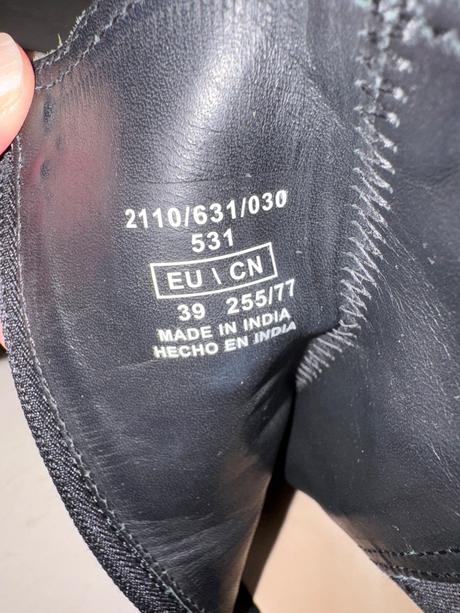 2110/631/030
531
EU \ CN
39 255/77
MADE IN INDIA
HECHO EN INDIA